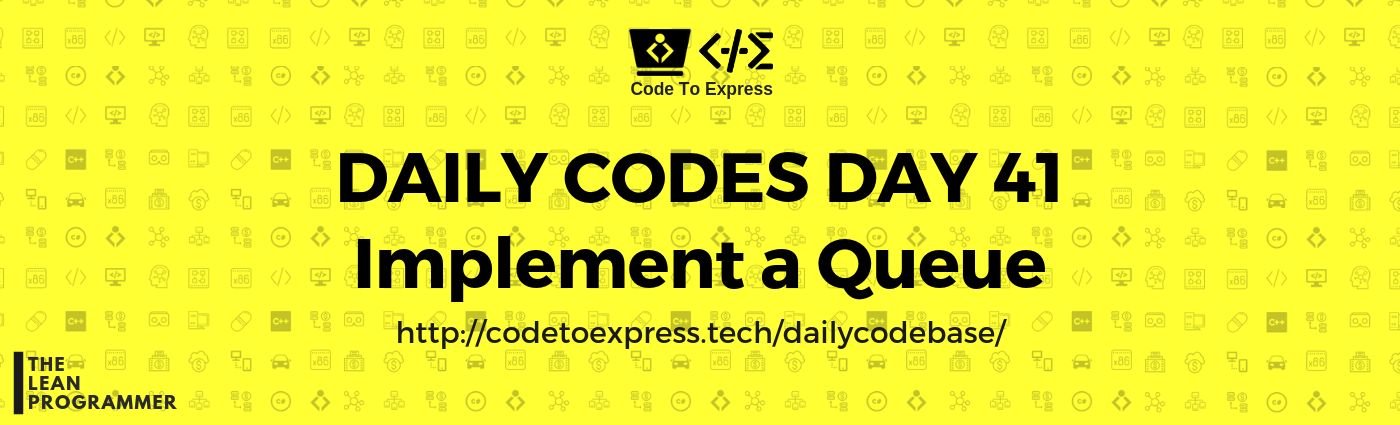 Code To Express
DAILY CODES DAY 41
Implement a Queue
http://codetoexpress.tech/dailycodebase/
THE
LEAN
PROGRAMMER